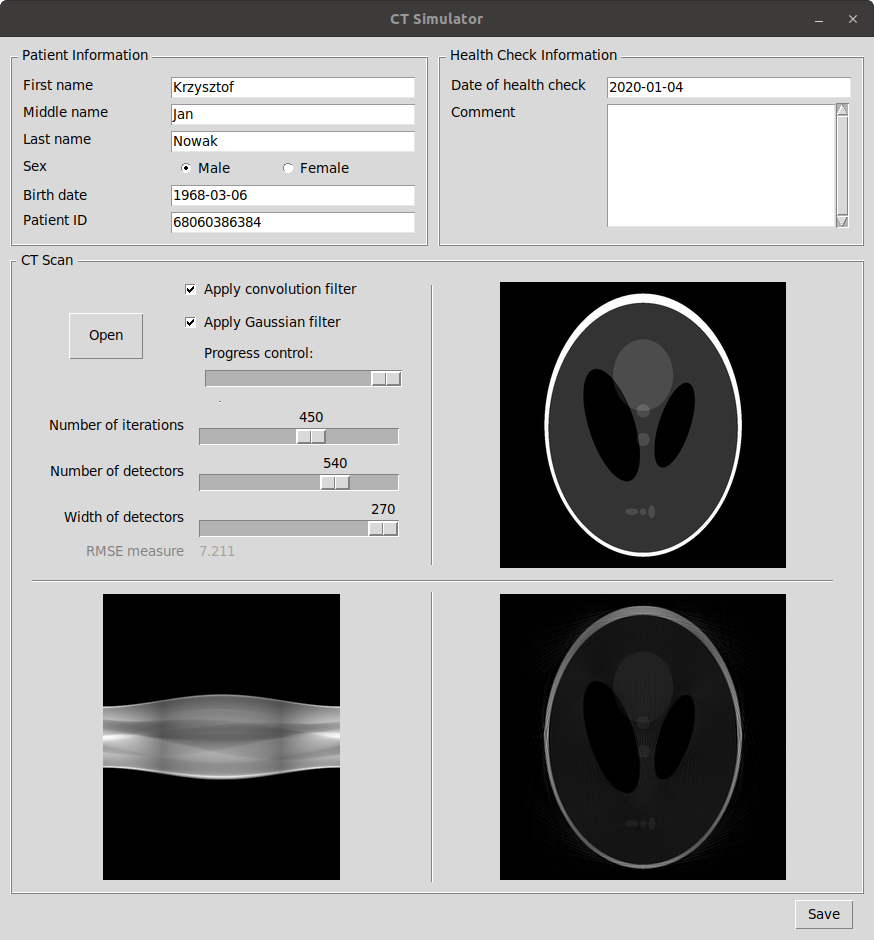 CT Simulator
Patient Information
First name Krzysztof
Middle name Jan
Last name Nowak
Sex Male Female
Birth date 1968-03-06
Patient ID 68060386384
Health Check Information
Date of health check 2020-01-04
Comment
CT Scan
Apply convolution filter
Open
Apply Gaussian filter
Progress control:
450
Number of iterations
540
Number of detectors
270
Width of detectors
RMSE measure 7.211
Save